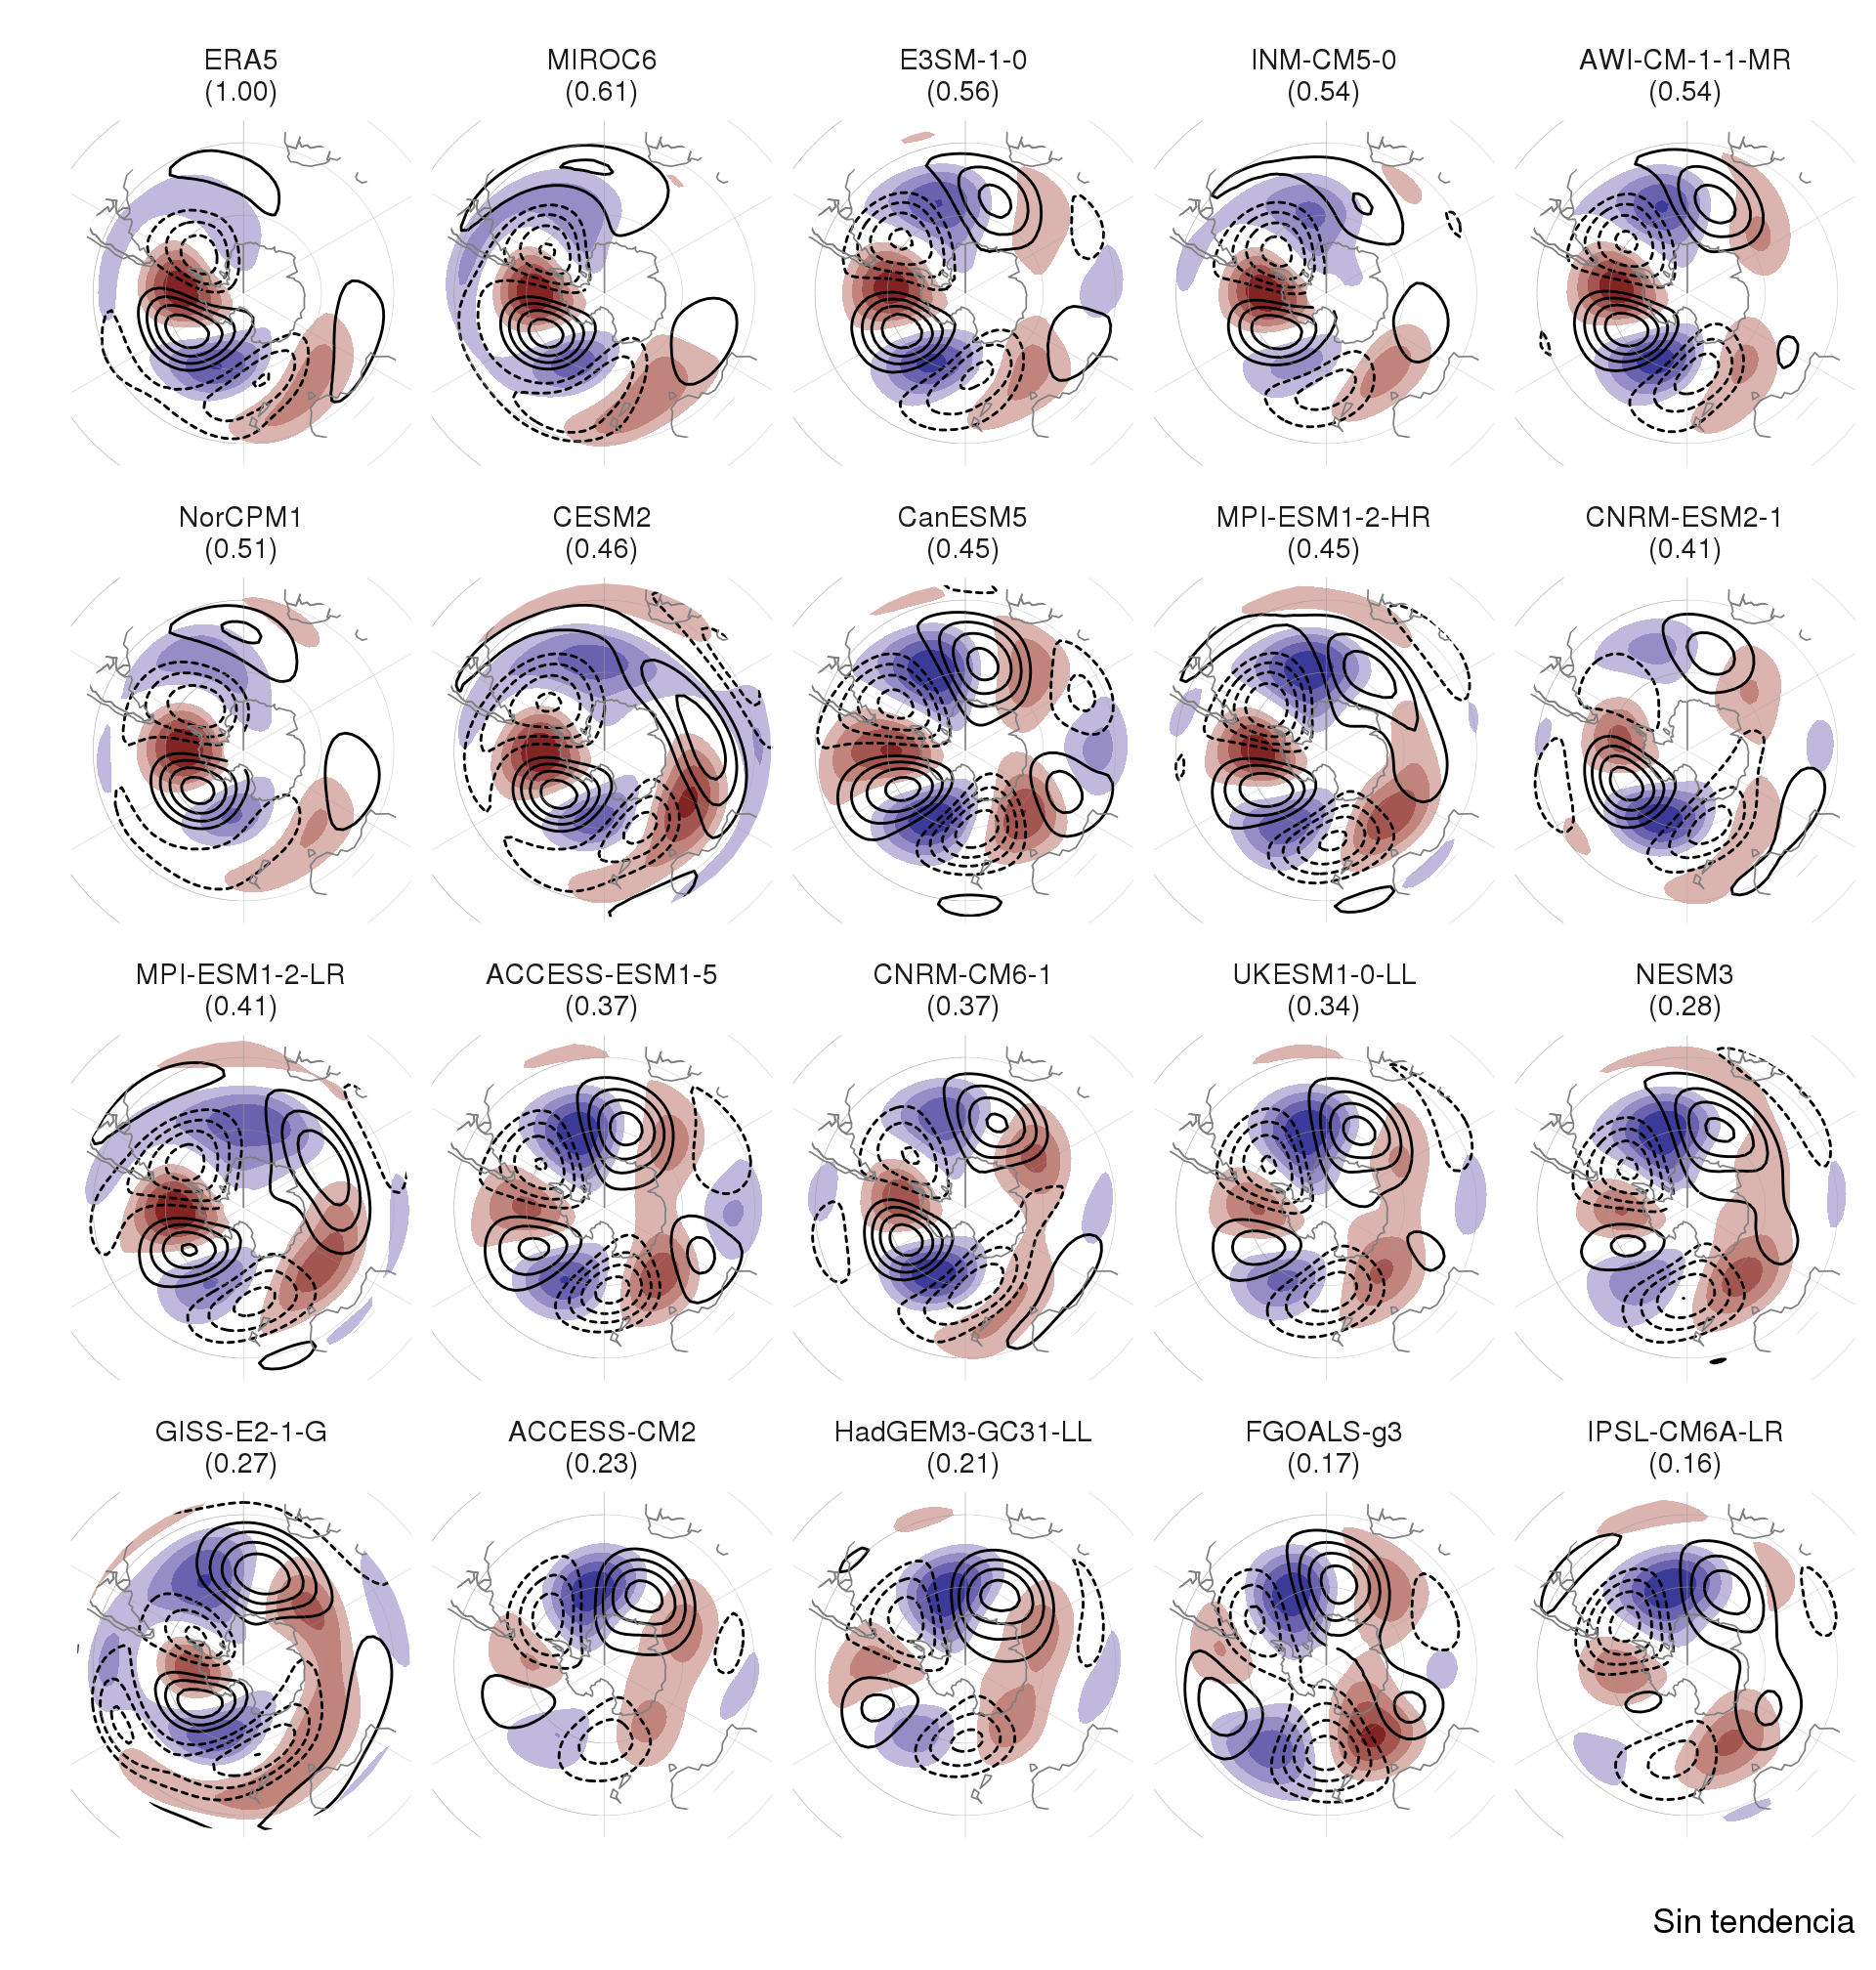 ERA5
(1.00)
MIROC6
(0.61)
E3SM-1-0
(0.56)
INM-CM5-0
(0.54)
AWI-CM-1-1-MR
(0.54)
NorCPM1
(0.51)
CESM2
(0.46)
CanESM5
(0.45)
MPI-ESM1-2-HR
(0.45)
CNRM-ESM2-1
(0.41)
MPI-ESM1-2-LR
(0.41)
ACCESS-ESM1-5
(0.37)
CNRM-CM6-1
(0.37)
UKESM1-0-LL
(0.34)
NESM3
(0.28)
GISS-E2-1-G
(0.27)
ACCESS-CM2
(0.23)
HadGEM3-GC31-LL
(0.21)
FGOALS-g3
(0.17)
IPSL-CM6A-LR
(0.16)
Sin tendencia